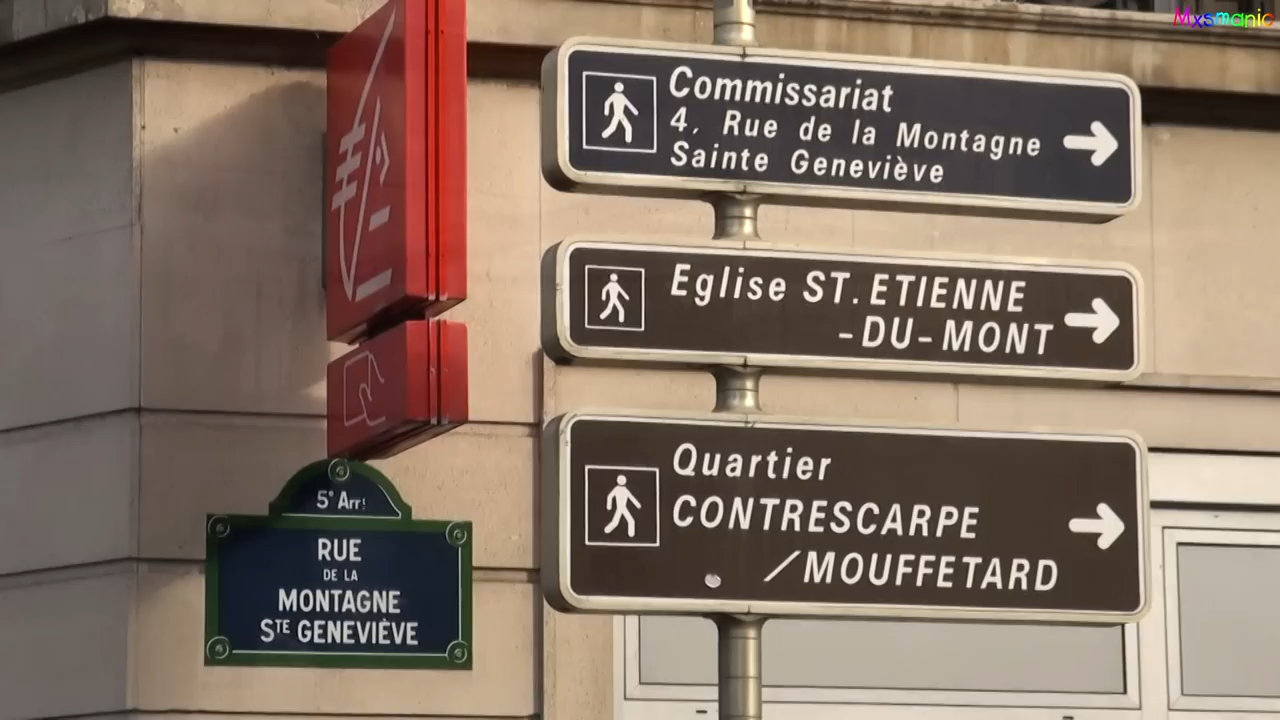 Mxsmanic
Commissariat
4, Rue de la Montagne
Sainte Geneviève
Eglise ST. ETIENNE
-DU-MONT
Quartier
CONTRESCARPE
/MOUFFETARD
5e Arrt
RUE
DE LA
MONTAGNE
STE GENEVIÈVE